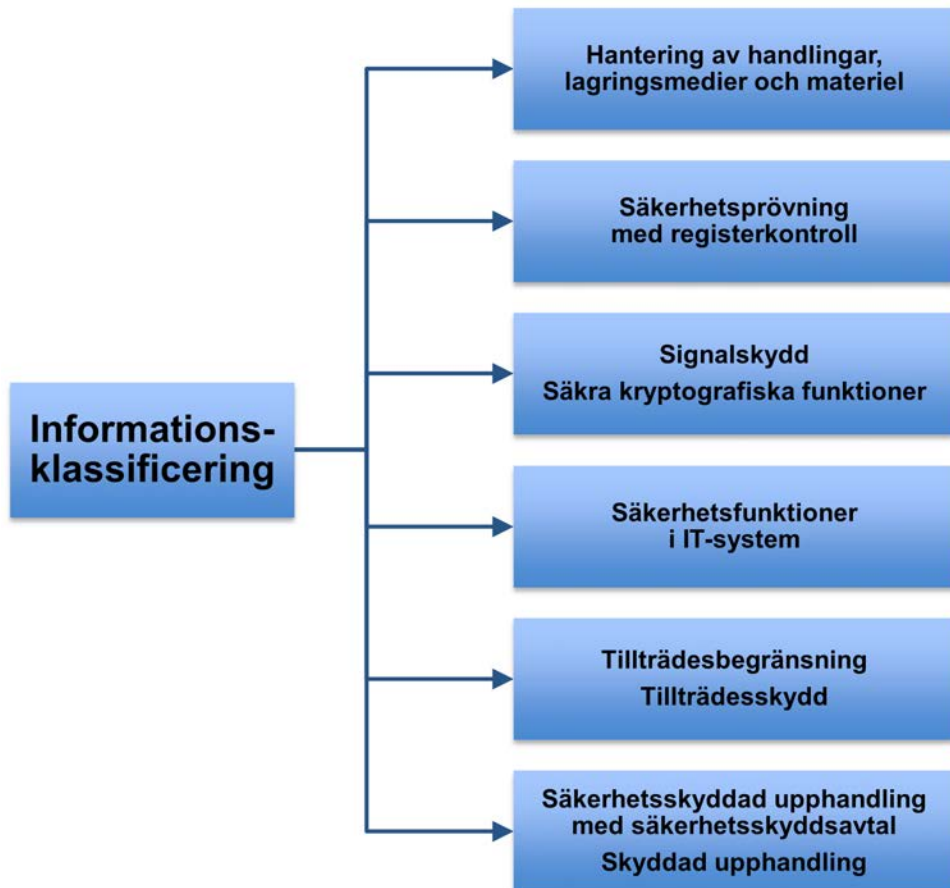 Informations-
klassificering
Hantering av handlingar,
lagringsmedier och materiel
Säkerhetsprövning
med registerkontroll
Signalskydd
Säkra kryptografiska funktioner
Säkerhetsfunktioner
i IT-system
Tillträdesbegränsning
Tillträdesskydd
Säkerhetsskyddad upphandling
med säkerhetsskyddsavtal
Skyddad upphandling